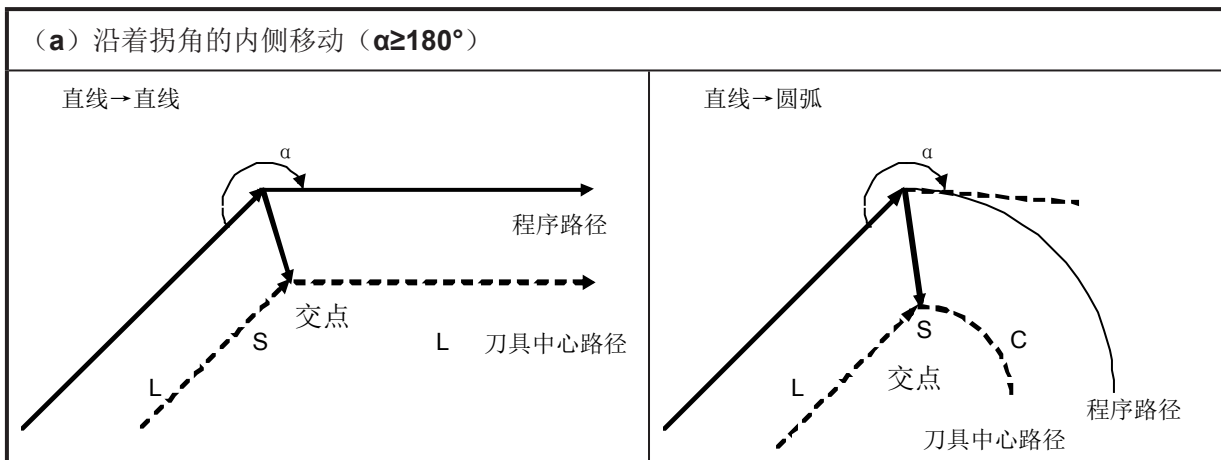 （a）沿着拐角的内侧移动（α≥180°）
直线→直线
α
程序路径
交点
S
L
刀具中心路径
L
直线→圆弧
α
S
C
交点
L
程序路径
刀具中心路径